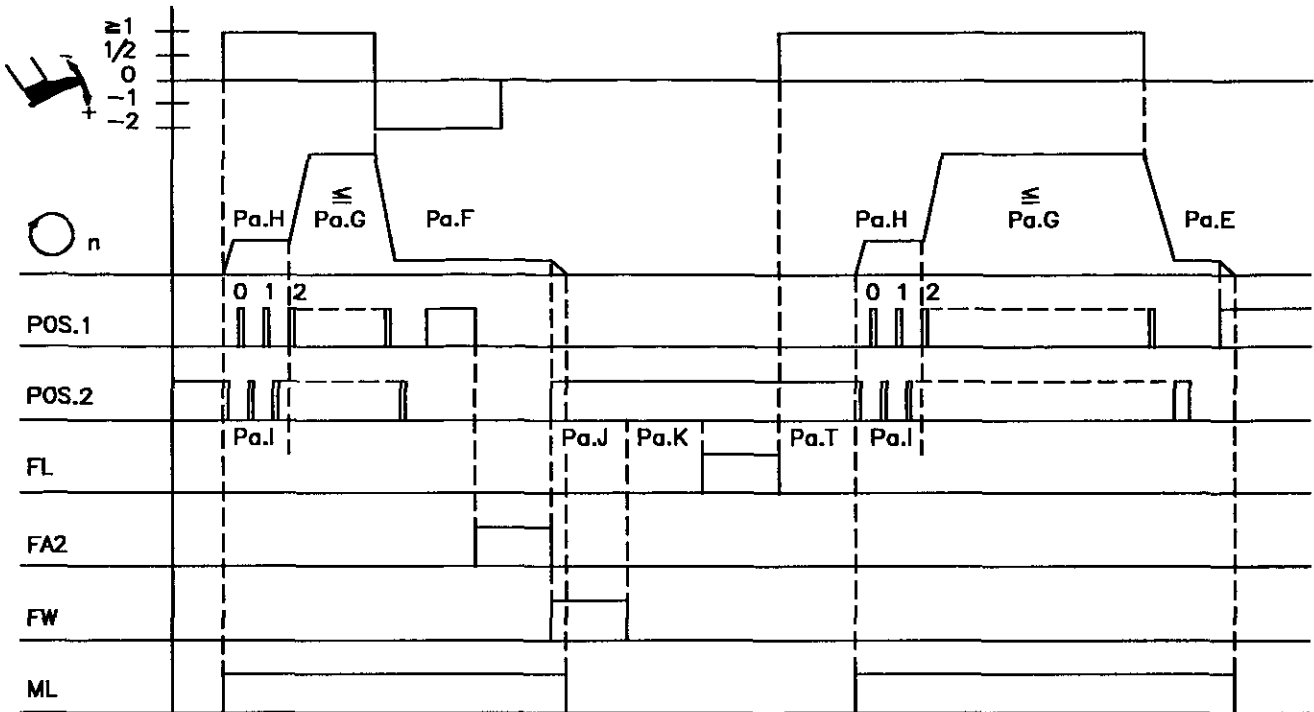 ≥1
1/2
0
−1
−2
− +
n
Pa.H ≤ Pa.G Pa.F Pa.H ≤ Pa.G Pa.E
0 1 2 0 1 2
POS.1
POS.2
Pa.I Pa.J Pa.K Pa.T Pa.I
FL
FA2
FW
ML